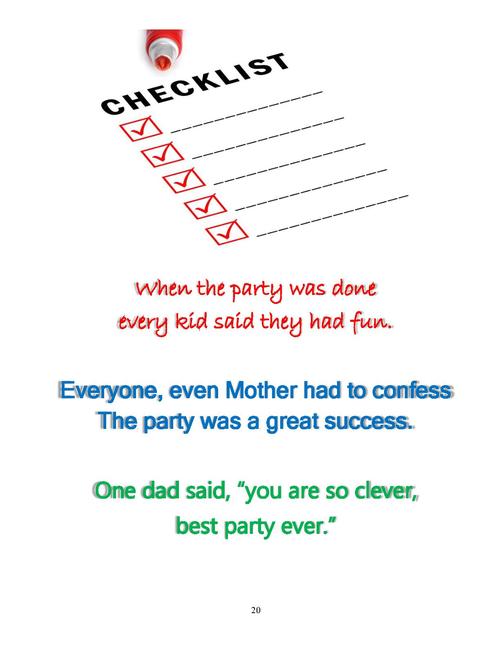 CHECKLIST
When the party was done
every kid said they had fun.
Everyone, even Mother had to confess
The party was a great success.
One dad said, “you are so clever,
best party ever.”
20